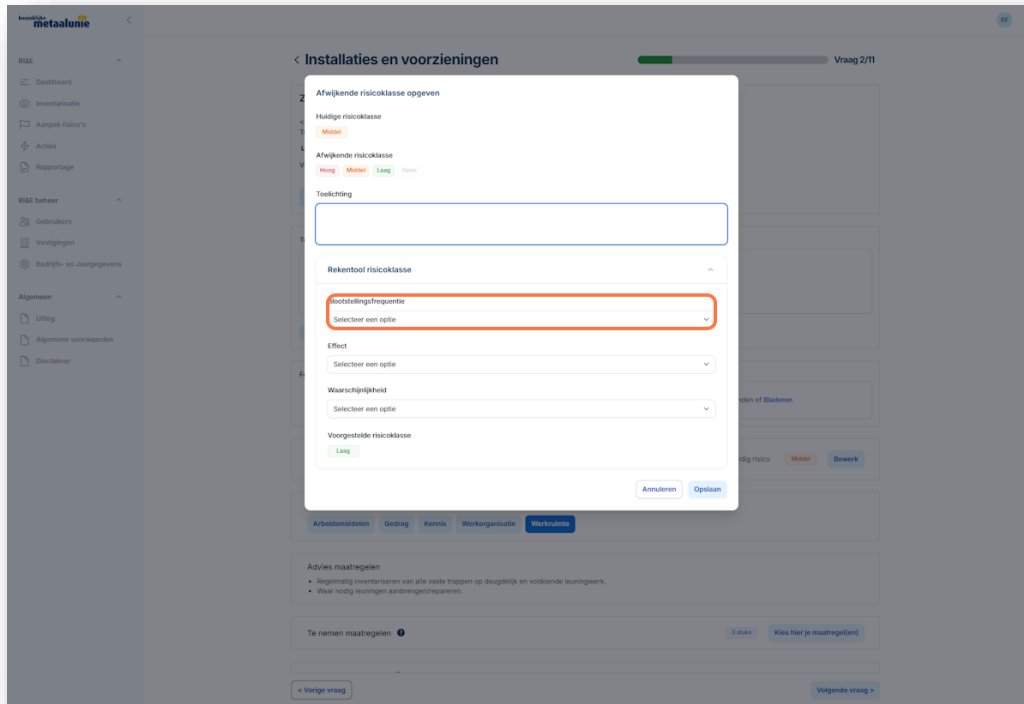 koninklijke
metaalunie
RI&E
Dashboard
Inventarisatie
Aanpak risico's
Acties
Rapportage
RI&E beheer
Gebruikers
Vestigingen
Bedrijfs- en Jaargegevens
Algemeen
Uitleg
Algemene voorwaarden
Disclaimer
RF
< Installaties en voorzieningen
Vraag 2/11
Afwijkende risicoklasse opgeven
Huidige risicoklasse
Middel
Afwijkende risicoklasse
Hoog Middel Laag Geen
Toelichting
Rekentool risicoklasse
Blootstellingsfrequentie
Selecteer een optie
Effect
Selecteer een optie
Waarschijnlijkheid
Selecteer een optie
Voorgestelde risicoklasse
Laag
Annuleren Opslaan
nden of Bladeren
dig risico Middel Bewerk
Arbeidsmiddelen Gedrag Kennis Werkorganisatie Werkruimte
Advies maatregelen
• Regelmatig inventariseren van alle vaste trappen op deugdelijk en voldoende leuningwerk.
• Waar nodig leuningen aanbrengen/repareren.
Te nemen maatregelen ?
3 stuks Kies hier je maatregel(en)
< Vorige vraag
Volgende vraag >